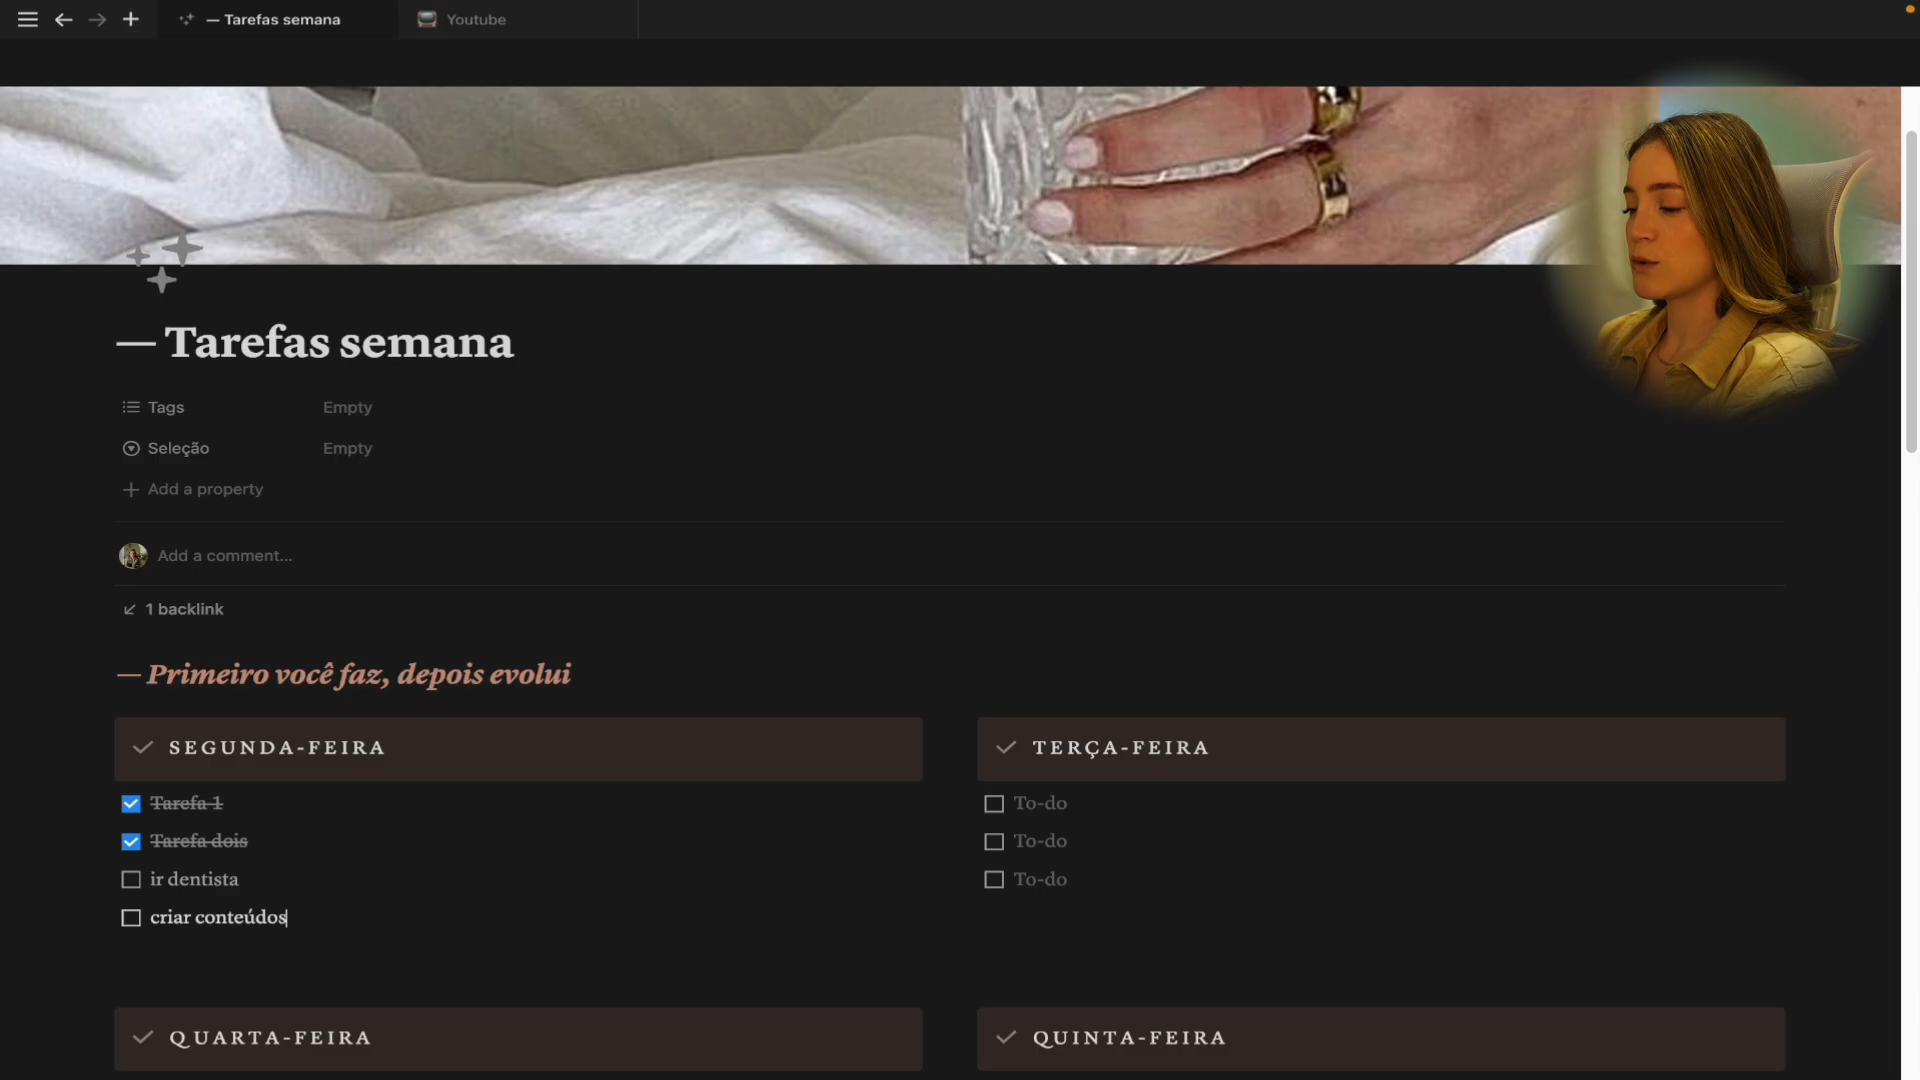 — Tarefas semana
Youtube
— Tarefas semana
Tags Empty
Seleção Empty
Add a property
Add a comment...
1 backlink
— Primeiro você faz, depois evolui
SEGUNDA-FEIRA
Tarefa 1
Tarefa dois
ir dentista
criar conteúdos
TERÇA-FEIRA
To-do
To-do
To-do
QUARTA-FEIRA
QUINTA-FEIRA